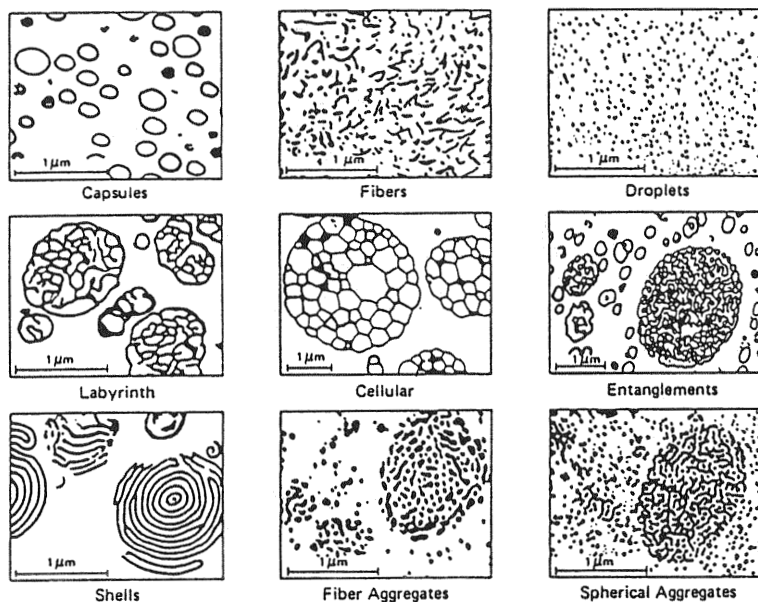 1 μm
1 μm
1 μm
Capsules
Fibers
Droplets
1 μm
1 μm
1 μm
Labyrinth
Cellular
Entanglements
1 μm
1 μm
1 μm
Shells
Fiber Aggregates
Spherical Aggregates